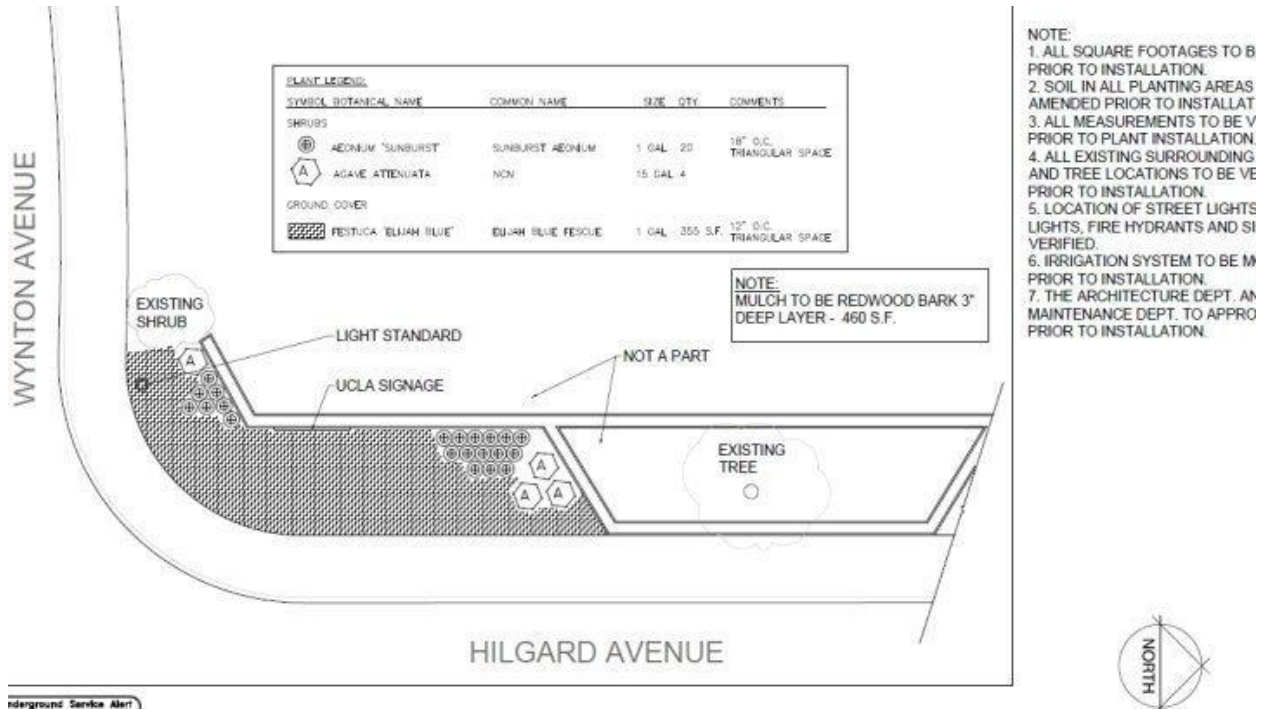 WYNTON AVENUE
PLANT LEGEND:
SYMBOL BOTANICAL NAME COMMON NAME SIZE QTY. COMMENTS
SHRUBS
AEONIUM 'SUNBURST' SUNBURST AEONIUM 1 GAL 20 18" O.C. TRIANGULAR SPACE
A AGAVE ATTENUATA NCN 15 GAL 4
GROUND COVER
FESTUCA 'ELIJAH BLUE' ELIJAH BLUE FESCUE 1 GAL 355 S.F. 12" O.C. TRIANGULAR SPACE
NOTE:
MULCH TO BE REDWOOD BARK 3"
DEEP LAYER - 460 S.F.
EXISTING
SHRUB
LIGHT STANDARD
UCLA SIGNAGE
NOT A PART
EXISTING
TREE
A
A
A
A
HILGARD AVENUE
NOTE:
1. ALL SQUARE FOOTAGES TO B
PRIOR TO INSTALLATION.
2. SOIL IN ALL PLANTING AREAS
AMENDED PRIOR TO INSTALLAT
3. ALL MEASUREMENTS TO BE V
PRIOR TO PLANT INSTALLATION.
4. ALL EXISTING SURROUNDING
AND TREE LOCATIONS TO BE VE
PRIOR TO INSTALLATION.
5. LOCATION OF STREET LIGHTS
LIGHTS, FIRE HYDRANTS AND SI
VERIFIED.
6. IRRIGATION SYSTEM TO BE M
PRIOR TO INSTALLATION.
7. THE ARCHITECTURE DEPT. AN
MAINTENANCE DEPT. TO APPRO
PRIOR TO INSTALLATION.
NORTH
nderground Service Alert